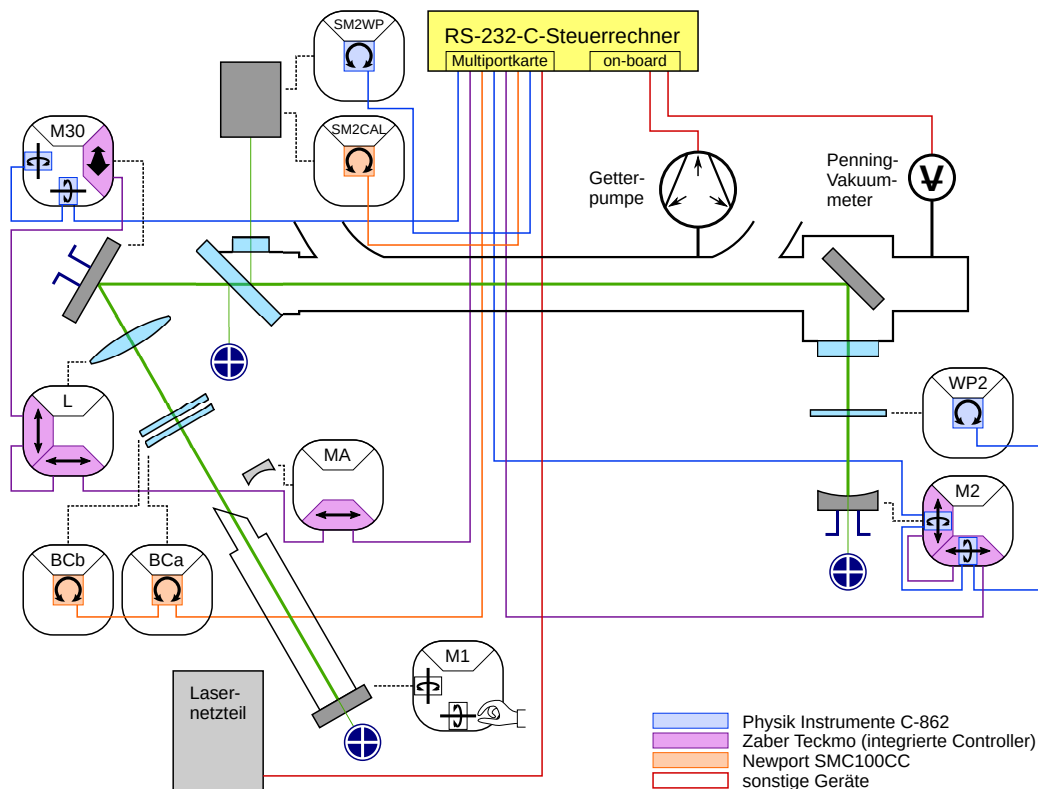 SM2WP
RS-232-C-Steuerrechner
Multiportkarte
on-board
M30
SM2CAL
Getter-
pumpe
Penning-
Vakuum-
meter
V
L
WP2
MA
M2
BCb
BCa
M1
Laser-
netzteil
Physik Instrumente C-862
Zaber Teckmo (integrierte Controller)
Newport SMC100CC
sonstige Geräte